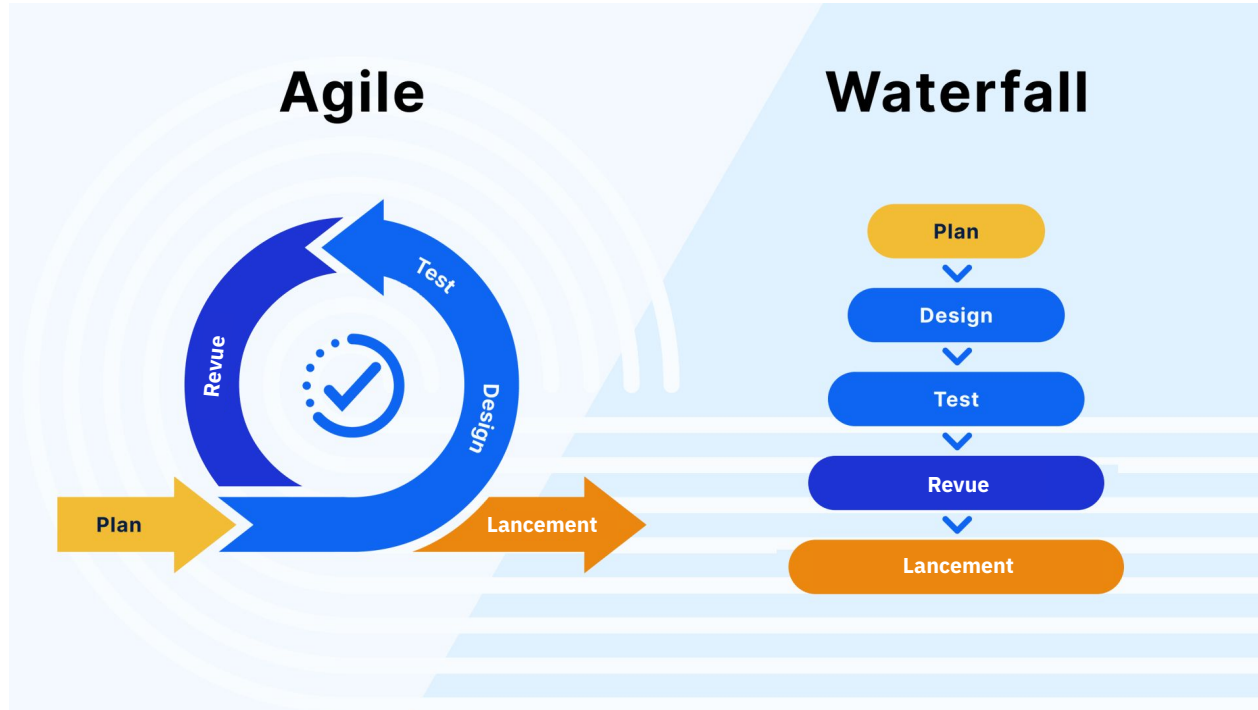 Agile
Waterfall
Test
Revue
Design
Plan
Lancement
Plan
Design
Test
Revue
Lancement